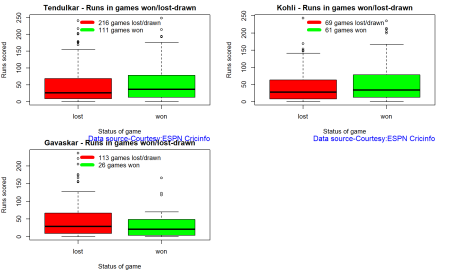 Tendulkar - Runs in games won/lost-drawn
Runs scored
250
200
150
100
50
0
216 games lost/drawn
111 games won
lost
won
Status of game
Data source-Courtesy:ESPN Cricinfo
Kohli - Runs in games won/lost-drawn
Runs scored
250
200
150
100
50
0
69 games lost/drawn
61 games won
lost
won
Status of game
Data source-Courtesy:ESPN Cricinfo
Gavaskar - Runs in games won/lost-drawn
Runs scored
200
150
100
50
0
113 games lost/drawn
26 games won
lost
won
Status of game